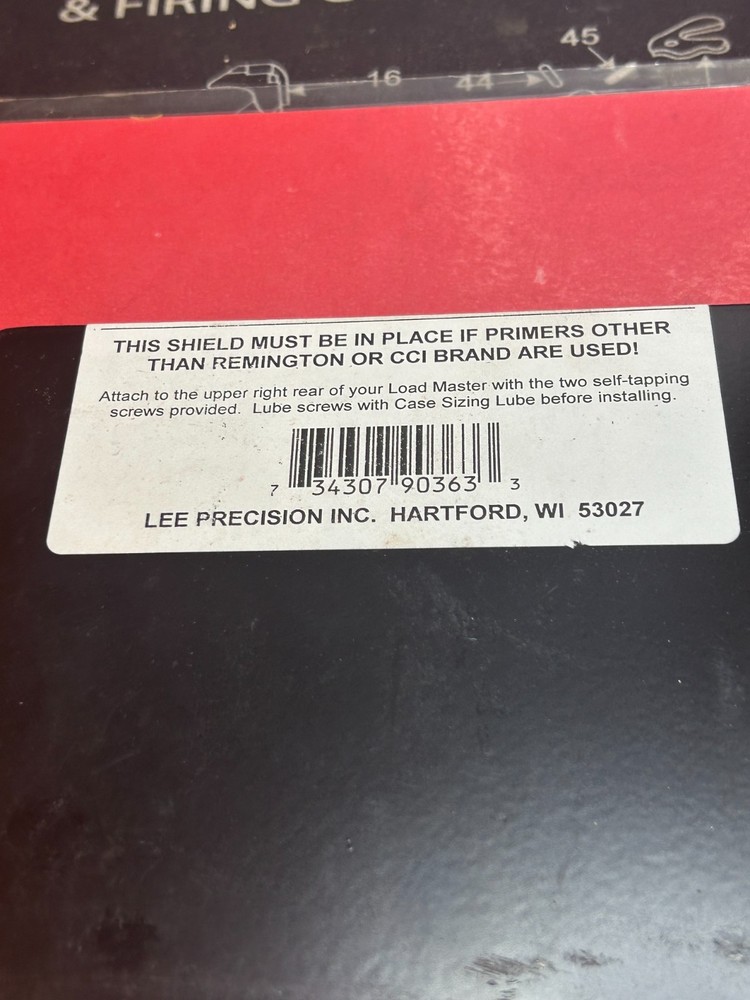 & FIRING
45
16
44
THIS SHIELD MUST BE IN PLACE IF PRIMERS OTHER
THAN REMINGTON OR CCI BRAND ARE USED!
Attach to the upper right rear of your Load Master with the two self-tapping
screws provided. Lube screws with Case Sizing Lube before installing.
7 34307 90363 3
LEE PRECISION INC. HARTFORD, WI 53027